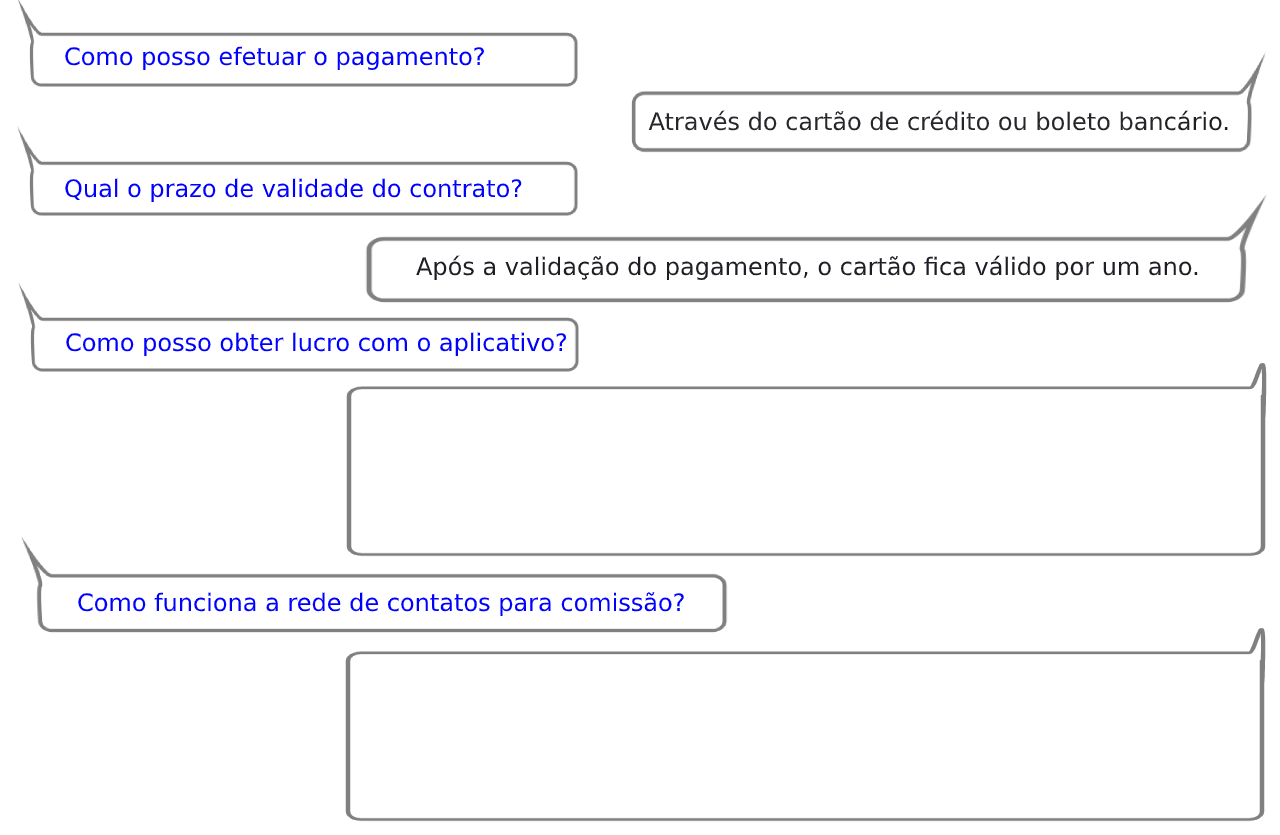 Como posso efetuar o pagamento?
Através do cartão de crédito ou boleto bancário.
Qual o prazo de validade do contrato?
Após a validação do pagamento, o cartão fica válido por um ano.
Como posso obter lucro com o aplicativo?
Como funciona a rede de contatos para comissão?